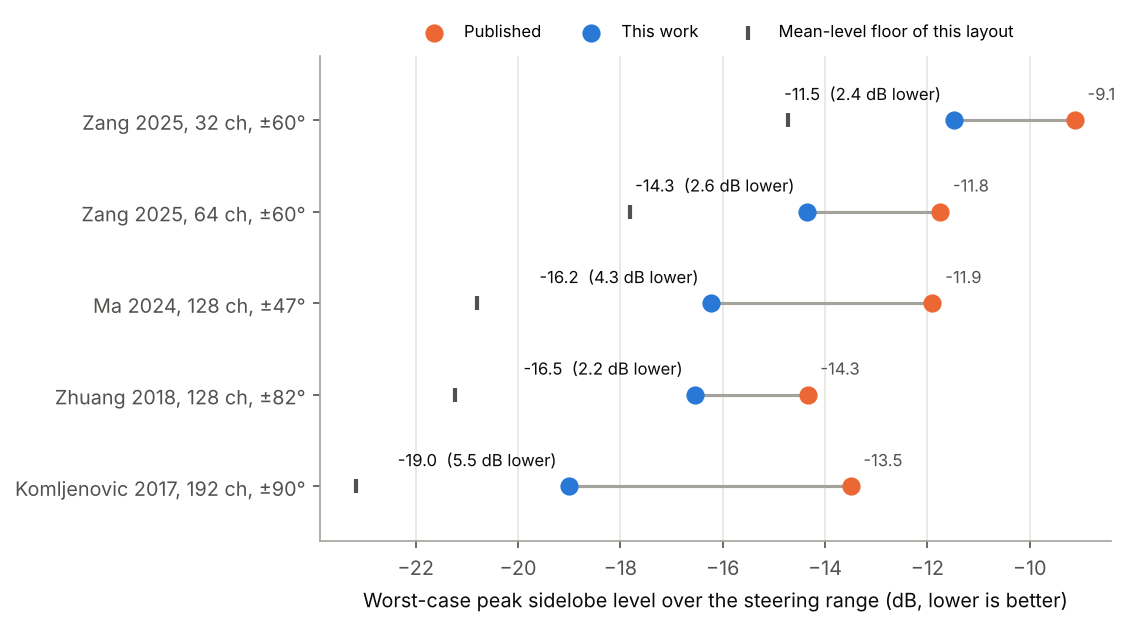 Published This work Mean-level floor of this layout
-11.5 (2.4 dB lower) -9.1
Zang 2025, 32 ch, ±60°
-14.3 (2.6 dB lower) -11.8
Zang 2025, 64 ch, ±60°
-16.2 (4.3 dB lower) -11.9
Ma 2024, 128 ch, ±47°
-16.5 (2.2 dB lower) -14.3
Zhuang 2018, 128 ch, ±82°
-19.0 (5.5 dB lower) -13.5
Komljenovic 2017, 192 ch, ±90°
−22 −20 −18 −16 −14 −12 −10
Worst-case peak sidelobe level over the steering range (dB, lower is better)